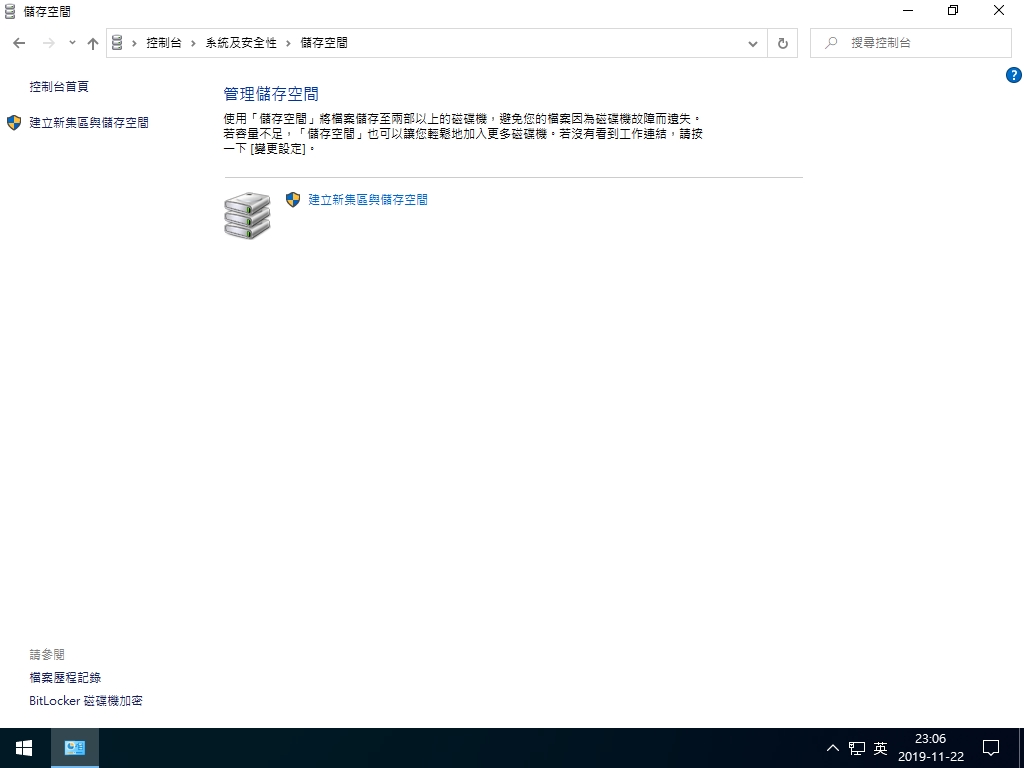 儲存空間
控制台 › 系統及安全性 › 儲存空間
搜尋控制台
控制台首頁
建立新集區與儲存空間
管理儲存空間
使用「儲存空間」將檔案儲存至兩部以上的磁碟機，避免您的檔案因為磁碟機故障而遺失。
若容量不足，「儲存空間」也可以讓您輕鬆地加入更多磁碟機。若沒有看到工作連結，請按
一下 [變更設定]。
建立新集區與儲存空間
請參閱
檔案歷程記錄
BitLocker 磁碟機加密
英
23:06
2019-11-22